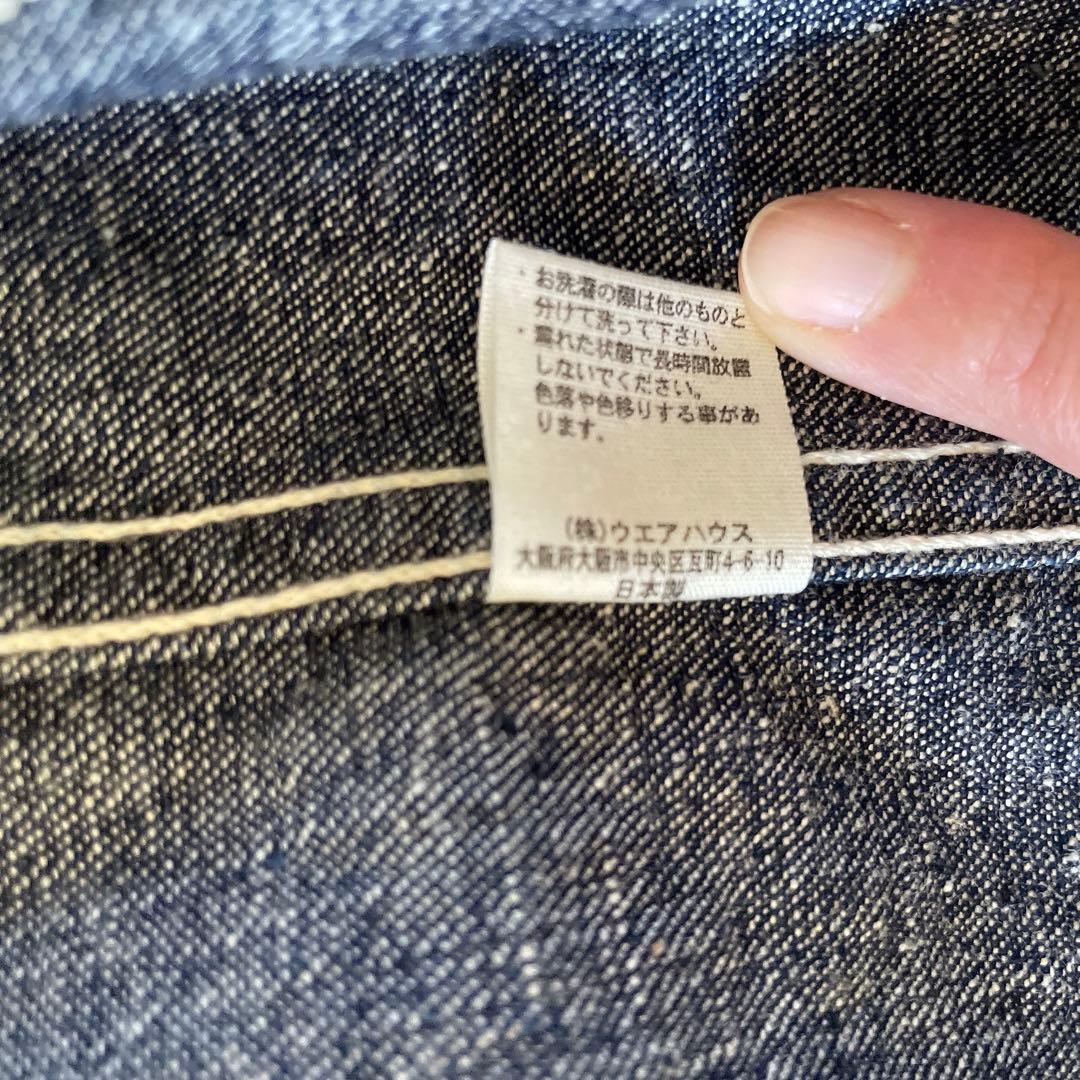 ・お洗濯の際は他のものと
分けて洗って下さい。
・濡れた状態で長時間放置
しないでください。
色落や色移りする事があ
ります。
(株)ウエアハウス
大阪府大阪市中央区瓦町4-6-10
日本製